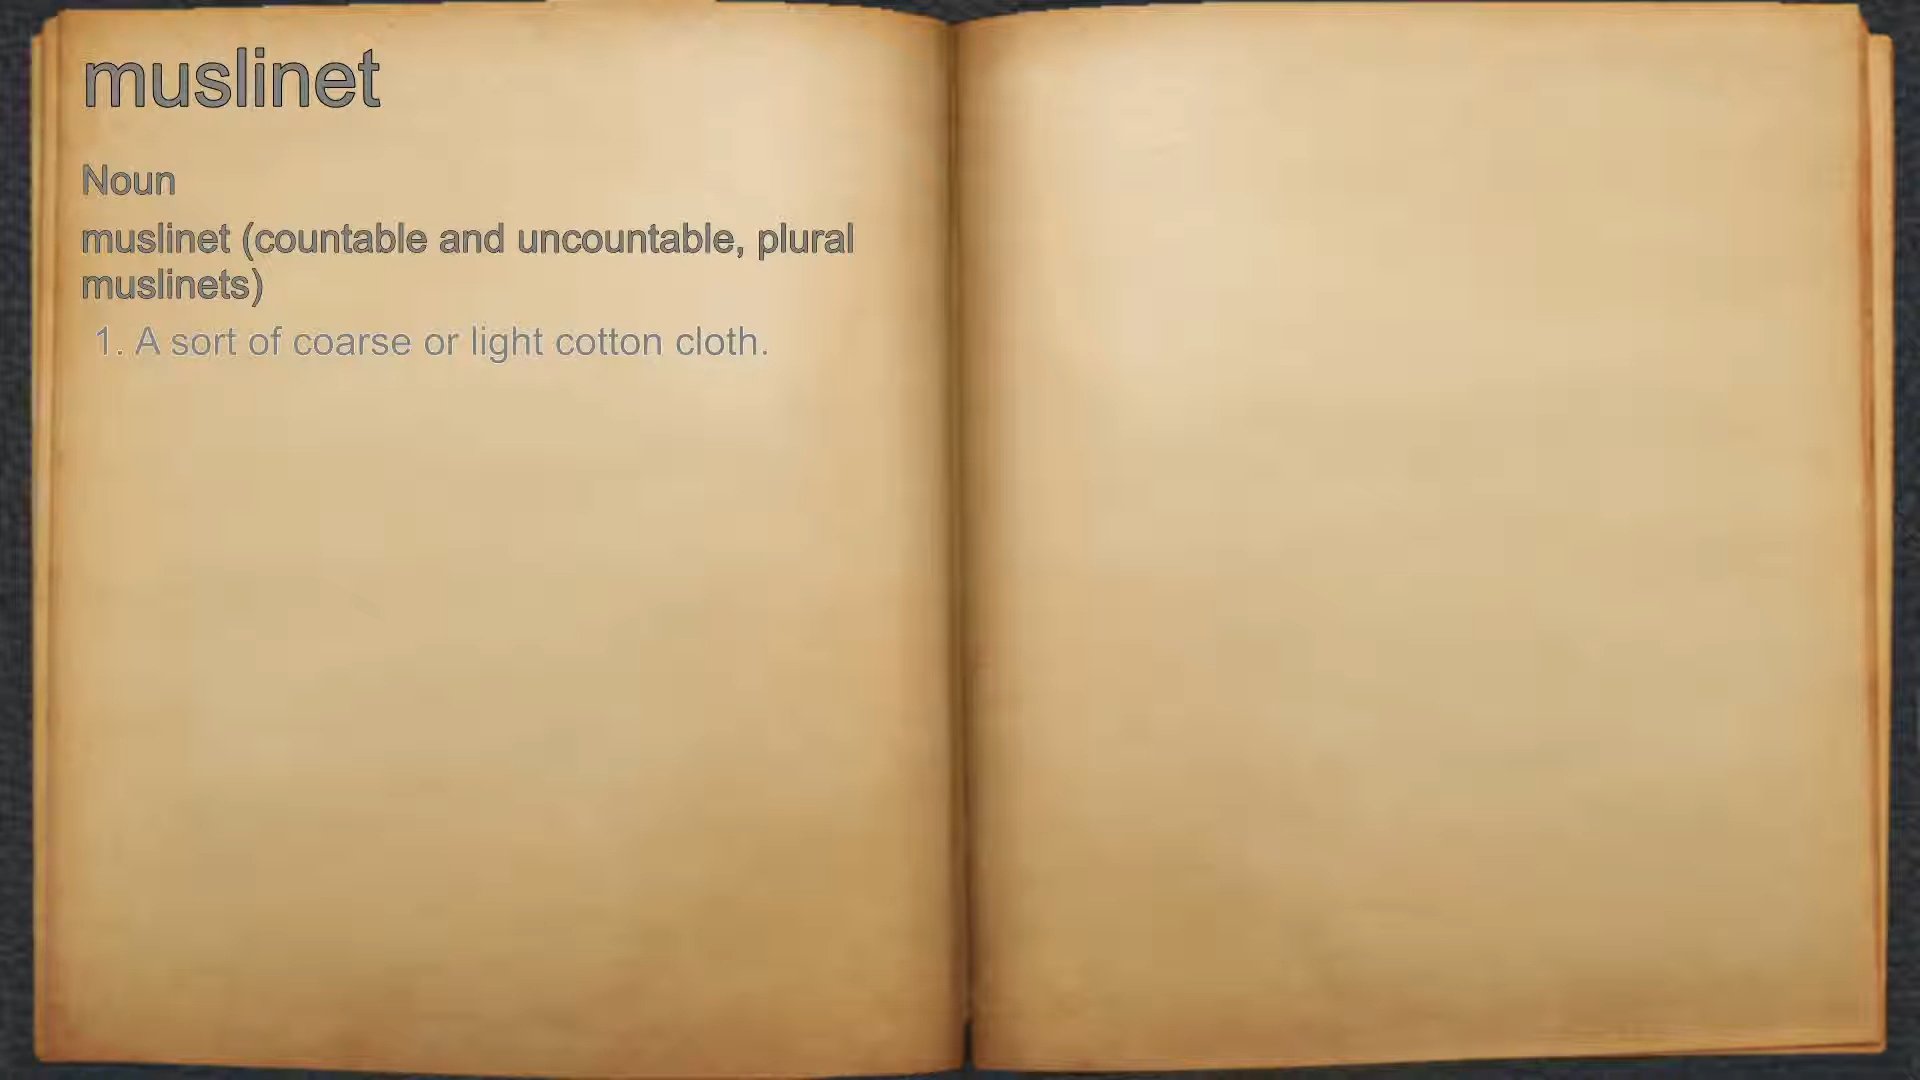 muslinet
Noun
muslinet (countable and uncountable, plural
muslinets)
1. A sort of coarse or light cotton cloth.